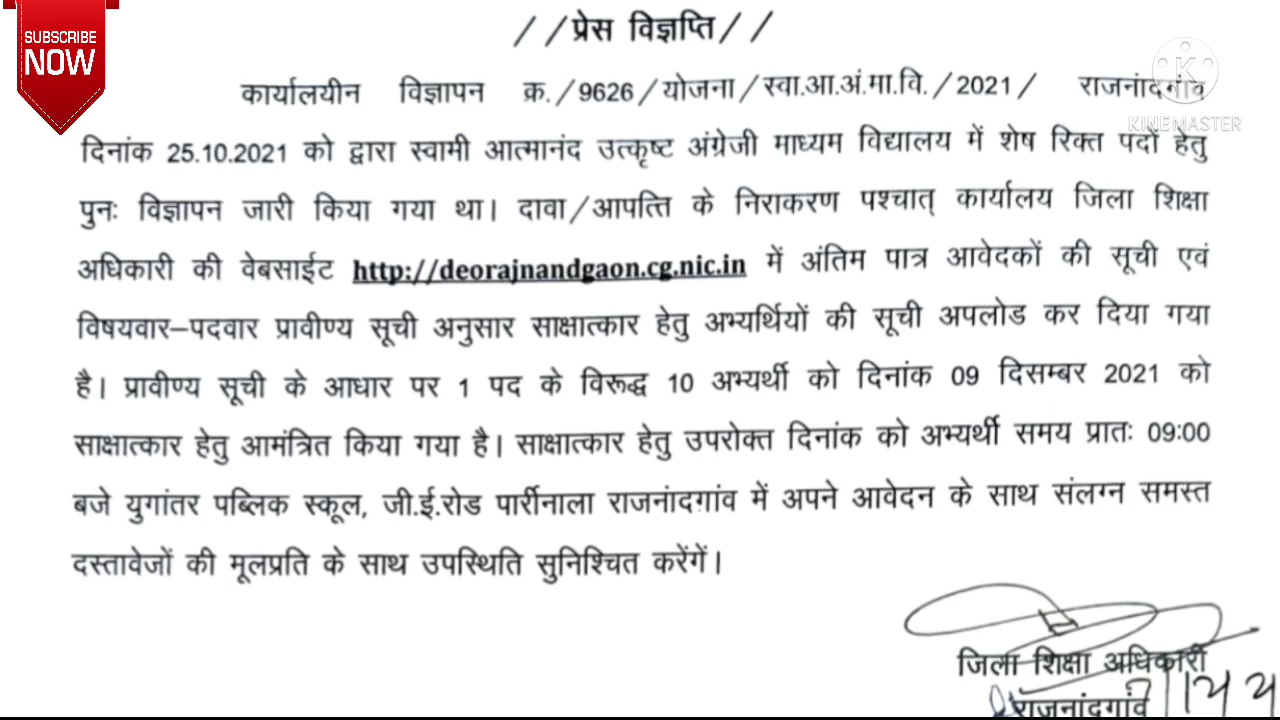 SUBSCRIBE
NOW
//प्रेस विज्ञप्ति//
कार्यालयीन विज्ञापन क्र./9626/योजना/स्वा.आ.अं.मा.वि./2021/ राजनांदगांव
KINEMASTER
दिनांक 25.10.2021 को द्वारा स्वामी आत्मानंद उत्कृष्ट अंग्रेजी माध्यम विद्यालय में शेष रिक्त पदों हेतु
पुनः विज्ञापन जारी किया गया था। दावा/आपत्ति के निराकरण पश्चात् कार्यालय जिला शिक्षा
अधिकारी की वेबसाईट http://deorajnandgaon.cg.nic.in में अंतिम पात्र आवेदकों की सूची एवं
विषयवार–पदवार प्रावीण्य सूची अनुसार साक्षात्कार हेतु अभ्यर्थियों की सूची अपलोड कर दिया गया
है। प्रावीण्य सूची के आधार पर 1 पद के विरूद्ध 10 अभ्यर्थी को दिनांक 09 दिसम्बर 2021 को
साक्षात्कार हेतु आमंत्रित किया गया है। साक्षात्कार हेतु उपरोक्त दिनांक को अभ्यर्थी समय प्रातः 09:00
बजे युगांतर पब्लिक स्कूल, जी.ई.रोड पार्रीनाला राजनांदग़ांव में अपने आवेदन के साथ संलग्न समस्त
दस्तावेजों की मूलप्रति के साथ उपस्थिति सुनिश्चित करेंगें।
जिला शिक्षा अधिकारी
राजनांदगांव